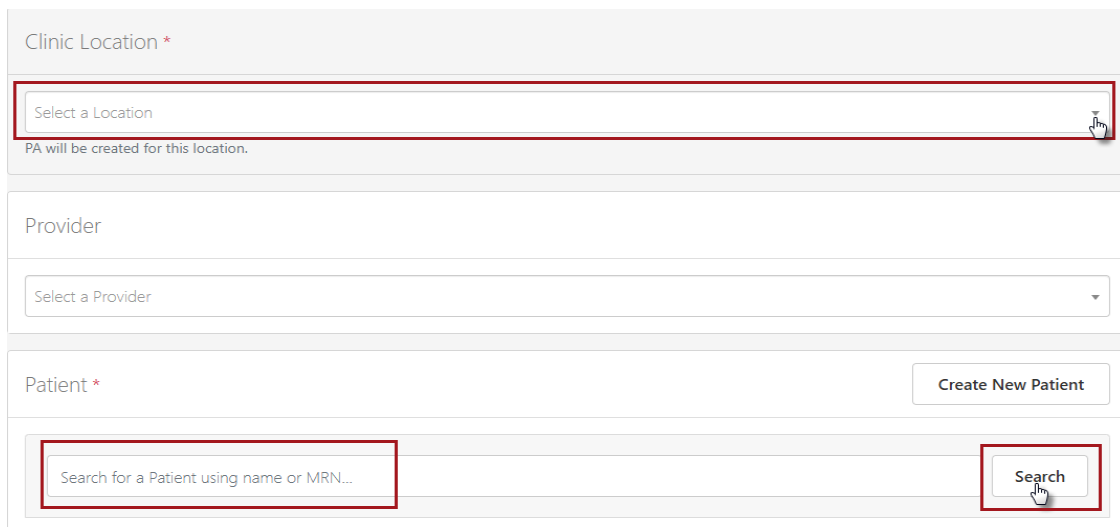 Clinic Location *
Select a Location
PA will be created for this location.
Provider
Select a Provider
Patient *
Create New Patient
Search for a Patient using name or MRN...
Search